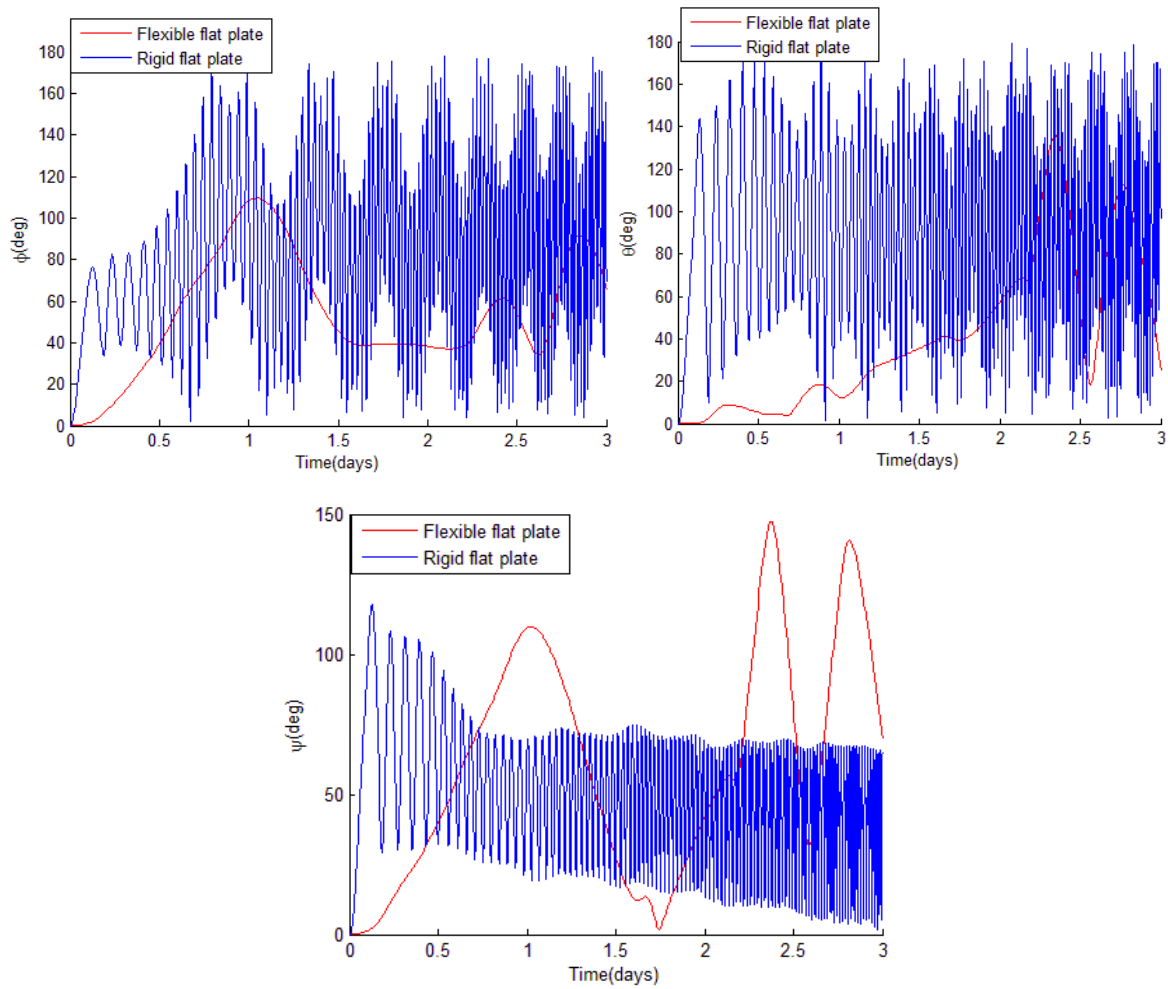 Flexible flat plate
Rigid flat plate
180
160
140
120
100
80
60
40
20
0
ϕ(deg)
0 0.5 1 1.5 2 2.5 3
Time(days)
Flexible flat plate
Rigid flat plate
180
160
140
120
100
80
60
40
20
0
θ(deg)
0 0.5 1 1.5 2 2.5 3
Time(days)
Flexible flat plate
Rigid flat plate
150
100
50
0
ψ(deg)
0 0.5 1 1.5 2 2.5 3
Time(days)